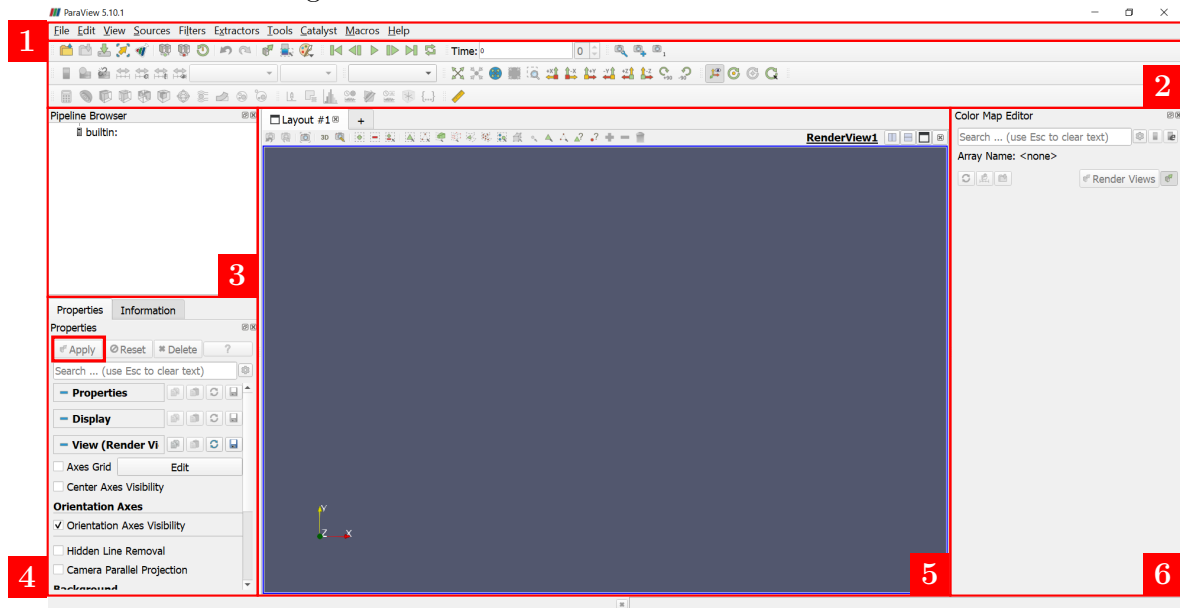 ParaView 5.10.1
1
File Edit View Sources Filters Extractors Tools Catalyst Macros Help
Time: 0 0
2
Pipeline Browser
builtin:
3
Properties Information
Properties
Apply Reset Delete ?
Search ... (use Esc to clear text)
Properties
Display
View (Render Vi
Axes Grid Edit
Center Axes Visibility
Orientation Axes
Orientation Axes Visibility
Hidden Line Removal
Camera Parallel Projection
Background
4
Layout #1 +
3D RenderView1
Y
Z X
5
Color Map Editor
Search ... (use Esc to clear text)
Array Name: <none>
Render Views
6